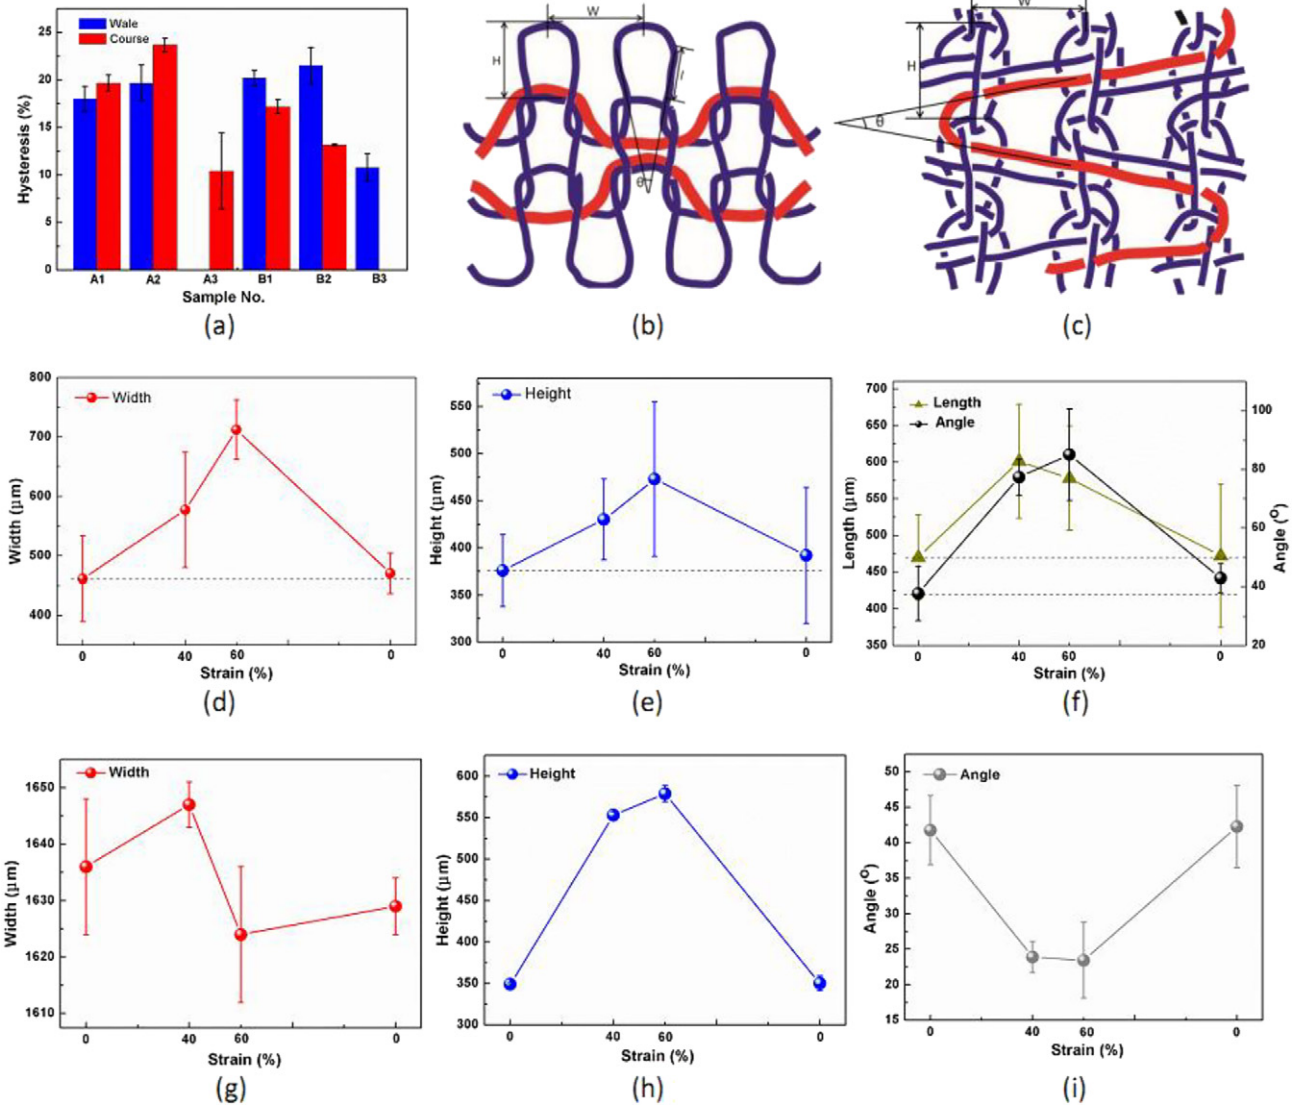 Wale
Course
Hysteresis (%)
25
20
15
10
5
0
A1 A2 A3 B1 B2 B3
Sample No.
(a)
W
H
l
θ
(b)
W
H
θ
(c)
Width
Width (µm)
800
700
600
500
400
0 40 60 0
Strain (%)
(d)
Height
Height (µm)
550
500
450
400
350
300
0 40 60 0
Strain (%)
(e)
Length
Angle
Length (µm)
700
650
600
550
500
450
400
350
100
80
60
40
20
Angle (O)
0 40 60 0
Strain (%)
(f)
Width
Width (µm)
1650
1640
1630
1620
1610
0 40 60 0
Strain (%)
(g)
Height
Height (µm)
600
550
500
450
400
350
300
0 40 60 0
Strain (%)
(h)
Angle
Angle (O)
50
45
40
35
30
25
20
15
0 40 60 0
Strain (%)
(i)